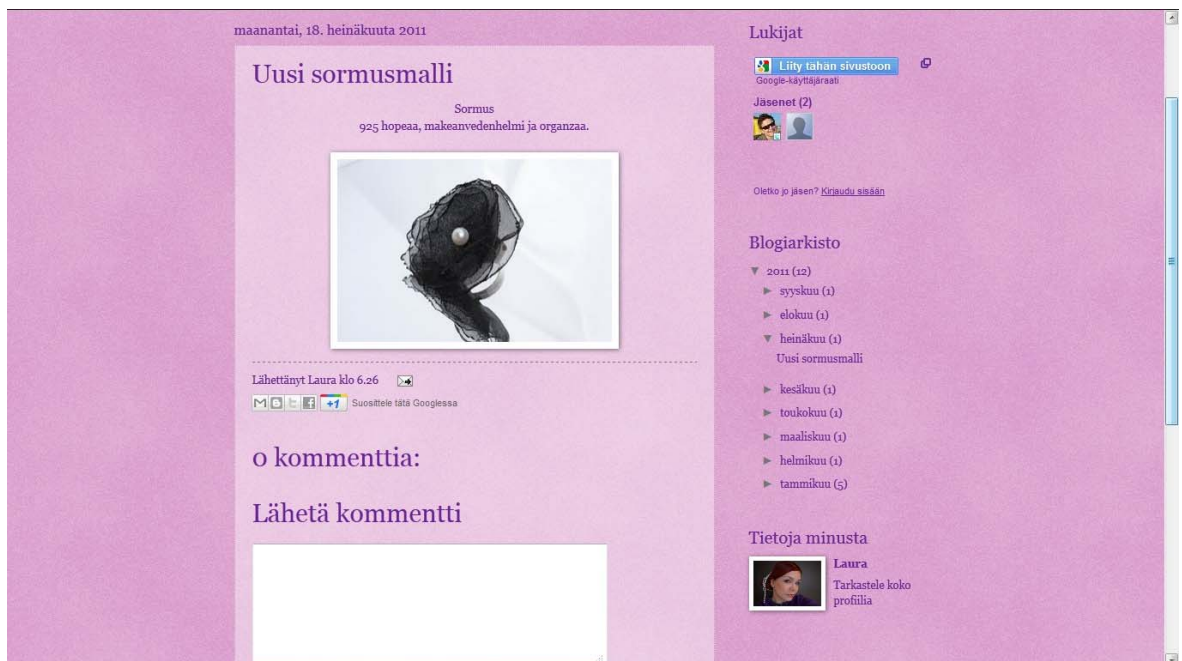 maanantai, 18. heinäkuuta 2011
Uusi sormusmalli
Sormus
925 hopeaa, makeanvedenhelmi ja organzaa.
Lähettänyt Laura klo 6.26
+1 Suosittele tätä Googlessa
0 kommenttia:
Lähetä kommentti
Lukijat
Liity tähän sivustoon
Google-käyttäjäraati
Jäsenet (2)
Oletko jo jäsen? Kirjaudu sisään
Blogiarkisto
▼ 2011 (12)
► syyskuu (1)
► elokuu (1)
▼ heinäkuu (1)
Uusi sormusmalli
► kesäkuu (1)
► toukokuu (1)
► maaliskuu (1)
► helmikuu (1)
► tammikuu (5)
Tietoja minusta
Laura
Tarkastele koko
profiilia